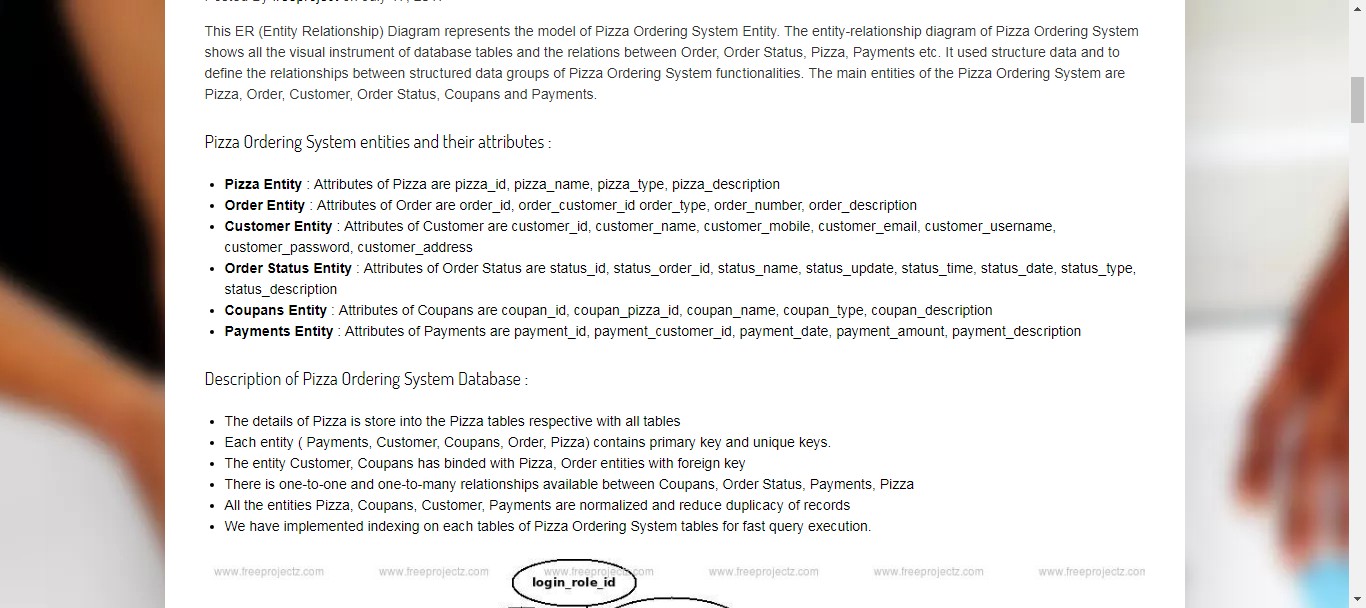 This ER (Entity Relationship) Diagram represents the model of Pizza Ordering System Entity. The entity-relationship diagram of Pizza Ordering System
shows all the visual instrument of database tables and the relations between Order, Order Status, Pizza, Payments etc. It used structure data and to
define the relationships between structured data groups of Pizza Ordering System functionalities. The main entities of the Pizza Ordering System are
Pizza, Order, Customer, Order Status, Coupans and Payments.
Pizza Ordering System entities and their attributes :
• Pizza Entity : Attributes of Pizza are pizza_id, pizza_name, pizza_type, pizza_description
• Order Entity : Attributes of Order are order_id, order_customer_id order_type, order_number, order_description
• Customer Entity : Attributes of Customer are customer_id, customer_name, customer_mobile, customer_email, customer_username,
customer_password, customer_address
• Order Status Entity : Attributes of Order Status are status_id, status_order_id, status_name, status_update, status_time, status_date, status_type,
status_description
• Coupans Entity : Attributes of Coupans are coupan_id, coupan_pizza_id, coupan_name, coupan_type, coupan_description
• Payments Entity : Attributes of Payments are payment_id, payment_customer_id, payment_date, payment_amount, payment_description
Description of Pizza Ordering System Database :
• The details of Pizza is store into the Pizza tables respective with all tables
• Each entity ( Payments, Customer, Coupans, Order, Pizza) contains primary key and unique keys.
• The entity Customer, Coupans has binded with Pizza, Order entities with foreign key
• There is one-to-one and one-to-many relationships available between Coupans, Order Status, Payments, Pizza
• All the entities Pizza, Coupans, Customer, Payments are normalized and reduce duplicacy of records
• We have implemented indexing on each tables of Pizza Ordering System tables for fast query execution.
www.freeprojectz.com www.freeprojectz.com www.freeprojectz.com www.freeprojectz.com www.freeprojectz.com www.freeprojectz.com
login_role_id